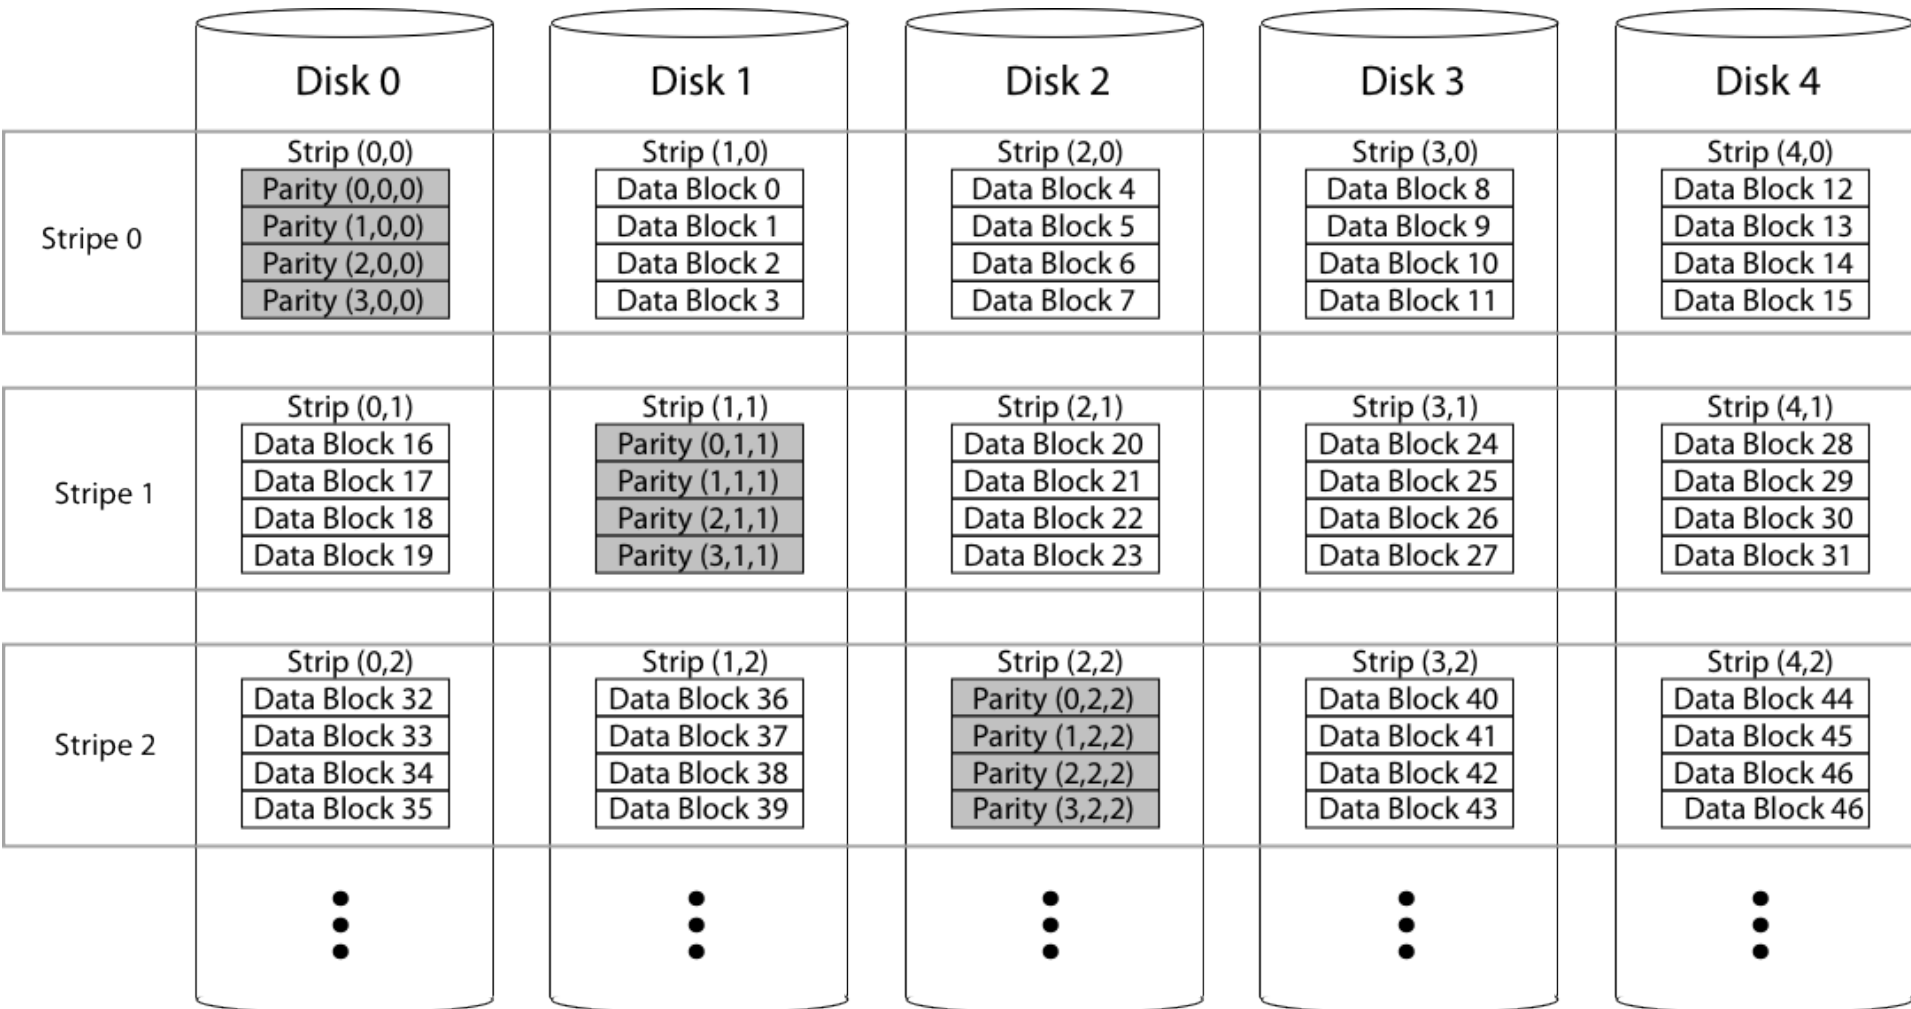 Disk 0 Disk 1 Disk 2 Disk 3 Disk 4
Stripe 0
Strip (0,0) Strip (1,0) Strip (2,0) Strip (3,0) Strip (4,0)
Parity (0,0,0) Data Block 0 Data Block 4 Data Block 8 Data Block 12
Parity (1,0,0) Data Block 1 Data Block 5 Data Block 9 Data Block 13
Parity (2,0,0) Data Block 2 Data Block 6 Data Block 10 Data Block 14
Parity (3,0,0) Data Block 3 Data Block 7 Data Block 11 Data Block 15
Stripe 1
Strip (0,1) Strip (1,1) Strip (2,1) Strip (3,1) Strip (4,1)
Data Block 16 Parity (0,1,1) Data Block 20 Data Block 24 Data Block 28
Data Block 17 Parity (1,1,1) Data Block 21 Data Block 25 Data Block 29
Data Block 18 Parity (2,1,1) Data Block 22 Data Block 26 Data Block 30
Data Block 19 Parity (3,1,1) Data Block 23 Data Block 27 Data Block 31
Stripe 2
Strip (0,2) Strip (1,2) Strip (2,2) Strip (3,2) Strip (4,2)
Data Block 32 Data Block 36 Parity (0,2,2) Data Block 40 Data Block 44
Data Block 33 Data Block 37 Parity (1,2,2) Data Block 41 Data Block 45
Data Block 34 Data Block 38 Parity (2,2,2) Data Block 42 Data Block 46
Data Block 35 Data Block 39 Parity (3,2,2) Data Block 43 Data Block 46